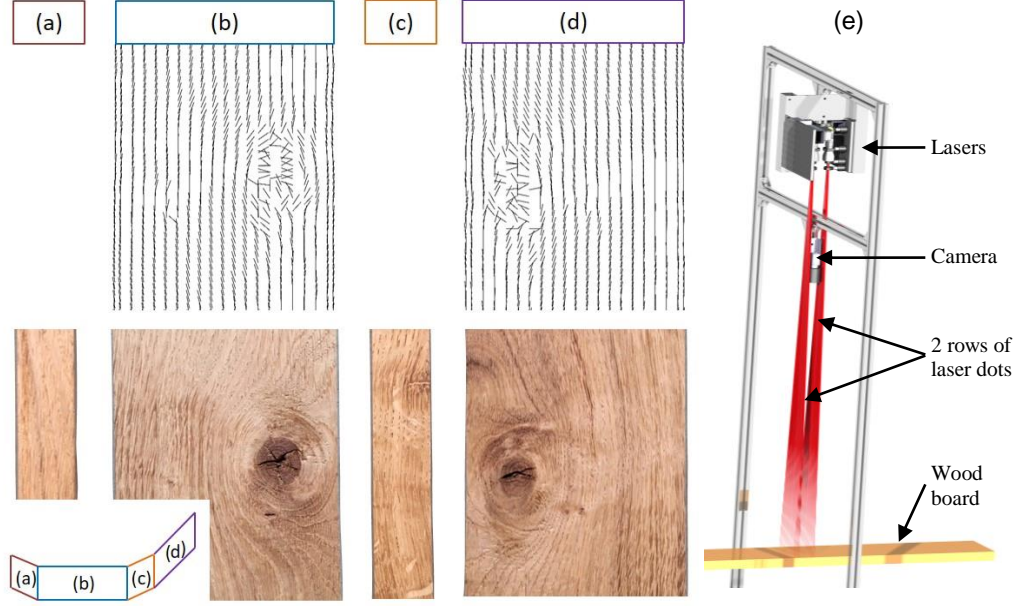 (a)
(b)
(c)
(d)
(e)
Lasers
Camera
2 rows of
laser dots
Wood
board
(a)
(b)
(c)
(d)